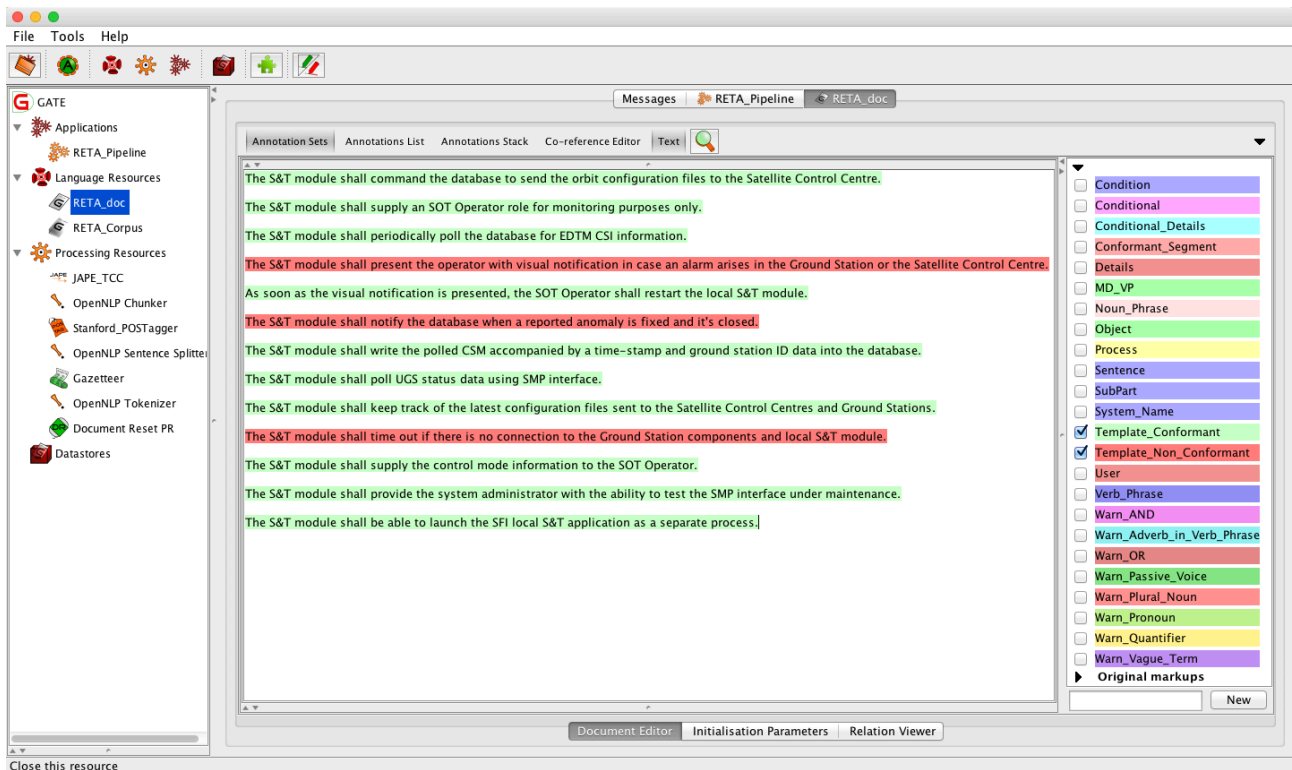 File Tools Help
GATE
Applications
RETA_Pipeline
Language Resources
RETA_doc
RETA_Corpus
Processing Resources
JAPE JAPE_TCC
OpenNLP Chunker
Stanford_POSTagger
OpenNLP Sentence Splitter
Gazetteer
OpenNLP Tokenizer
Document Reset PR
Datastores
Messages RETA_Pipeline RETA_doc
Annotation Sets Annotations List Annotations Stack Co-reference Editor Text
The S&T module shall command the database to send the orbit configuration files to the Satellite Control Centre.
The S&T module shall supply an SOT Operator role for monitoring purposes only.
The S&T module shall periodically poll the database for EDTM CSI information.
The S&T module shall present the operator with visual notification in case an alarm arises in the Ground Station or the Satellite Control Centre.
As soon as the visual notification is presented, the SOT Operator shall restart the local S&T module.
The S&T module shall notify the database when a reported anomaly is fixed and it's closed.
The S&T module shall write the polled CSM accompanied by a time-stamp and ground station ID data into the database.
The S&T module shall poll UGS status data using SMP interface.
The S&T module shall keep track of the latest configuration files sent to the Satellite Control Centres and Ground Stations.
The S&T module shall time out if there is no connection to the Ground Station components and local S&T module.
The S&T module shall supply the control mode information to the SOT Operator.
The S&T module shall provide the system administrator with the ability to test the SMP interface under maintenance.
The S&T module shall be able to launch the SFI local S&T application as a separate process.
Condition
Conditional
Conditional_Details
Conformant_Segment
Details
MD_VP
Noun_Phrase
Object
Process
Sentence
SubPart
System_Name
Template_Conformant
Template_Non_Conformant
User
Verb_Phrase
Warn_AND
Warn_Adverb_in_Verb_Phrase
Warn_OR
Warn_Passive_Voice
Warn_Plural_Noun
Warn_Pronoun
Warn_Quantifier
Warn_Vague_Term
Original markups
New
Document Editor Initialisation Parameters Relation Viewer
Close this resource